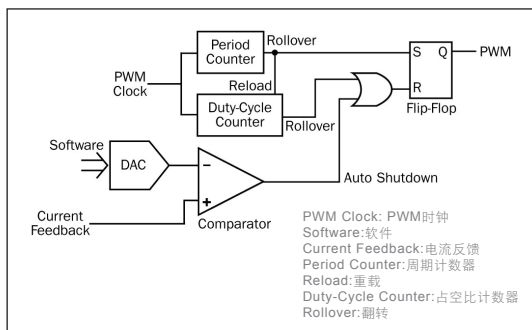 Period
Counter
Rollover
S Q
PWM
PWM
Clock
Reload
R
Duty-Cycle
Counter
Rollover
Flip-Flop
Software
DAC
−
+
Auto Shutdown
Current
Feedback
Comparator
PWM Clock: PWM时钟
Software:软件
Current Feedback:电流反馈
Period Counter:周期计数器
Reload:重载
Duty-Cycle Counter:占空比计数器
Rollover:翻转